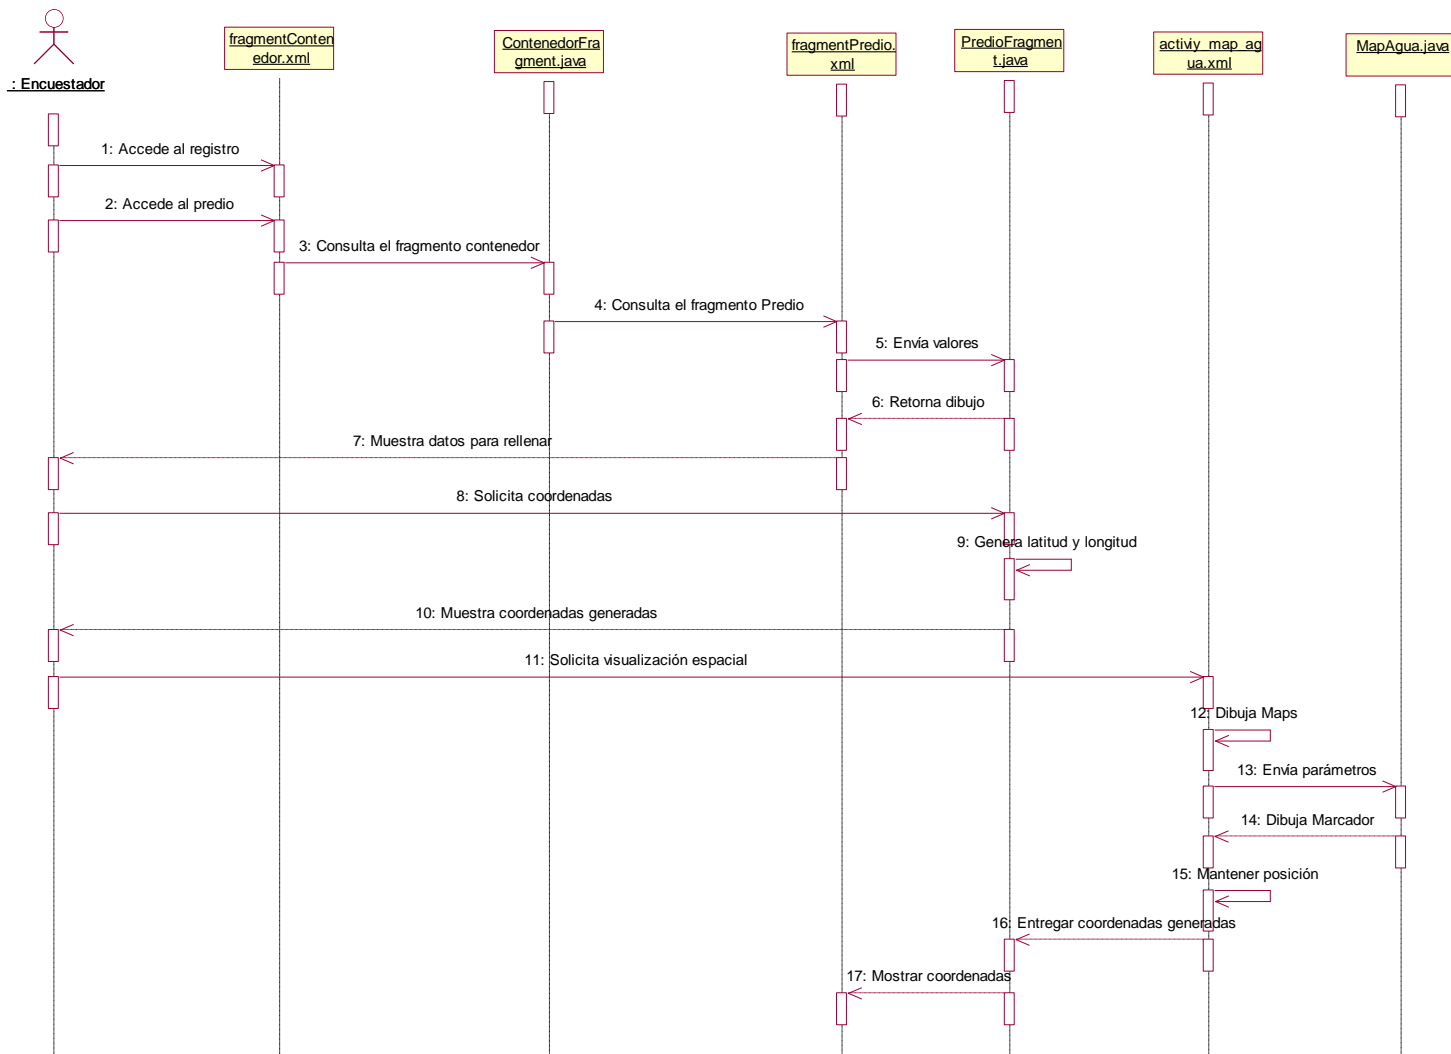 : Encuestador
fragmentConten
edor.xml
ContenedorFra
gment.java
fragmentPredio.
xml
PredioFragmen
t.java
activiy_map_ag
ua.xml
MapAgua.java
1: Accede al registro
2: Accede al predio
3: Consulta el fragmento contenedor
4: Consulta el fragmento Predio
5: Envía valores
6: Retorna dibujo
7: Muestra datos para rellenar
8: Solicita coordenadas
9: Genera latitud y longitud
10: Muestra coordenadas generadas
11: Solicita visualización espacial
12: Dibuja Maps
13: Envía parámetros
14: Dibuja Marcador
15: Mantener posición
16: Entregar coordenadas generadas
17: Mostrar coordenadas